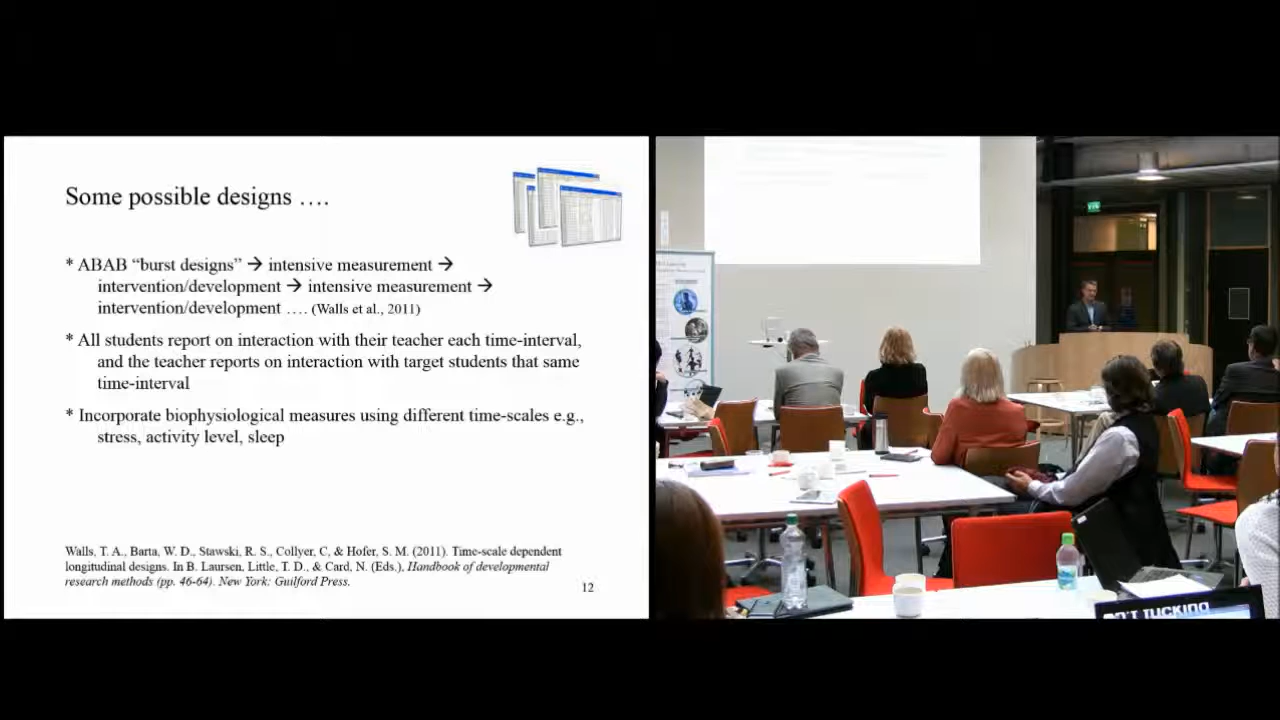 Some possible designs ….
* ABAB “burst designs” → intensive measurement →
intervention/development → intensive measurement →
intervention/development …. (Walls et al., 2011)
* All students report on interaction with their teacher each time-interval,
and the teacher reports on interaction with target students that same
time-interval
* Incorporate biophysiological measures using different time-scales e.g.,
stress, activity level, sleep
Walls, T. A., Barta, W. D., Stawski, R. S., Collyer, C, & Hofer, S. M. (2011). Time-scale dependent
longitudinal designs. In B. Laursen, Little, T. D., & Card, N. (Eds.), Handbook of developmental
research methods (pp. 46-64). New York: Guilford Press.
12